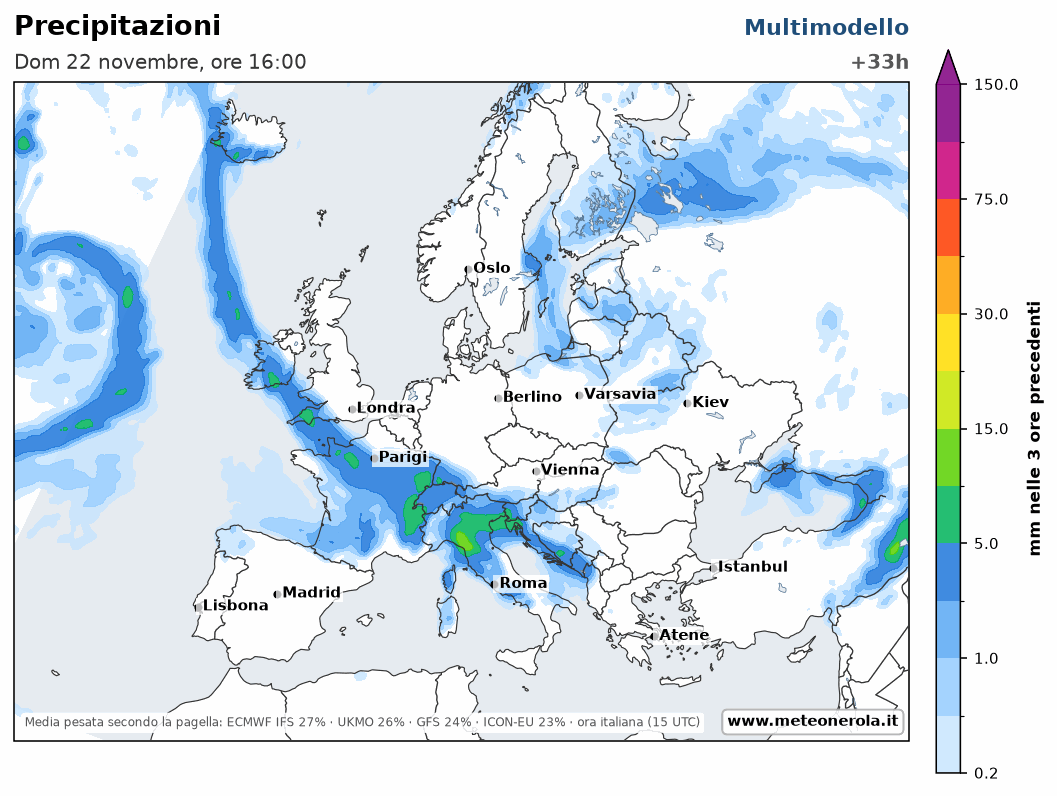 Precipitazioni
Multimodello
Dom 22 novembre, ore 16:00
+33h
150.0
75.0
30.0
15.0
5.0
1.0
0.2
mm nelle 3 ore precedenti
Oslo
Londra
Berlino
Varsavia
Kiev
Parigi
Vienna
Istanbul
Roma
Madrid
Lisbona
Atene
Media pesata secondo la pagella: ECMWF IFS 27% · UKMO 26% · GFS 24% · ICON-EU 23% · ora italiana (15 UTC)
www.meteonerola.it